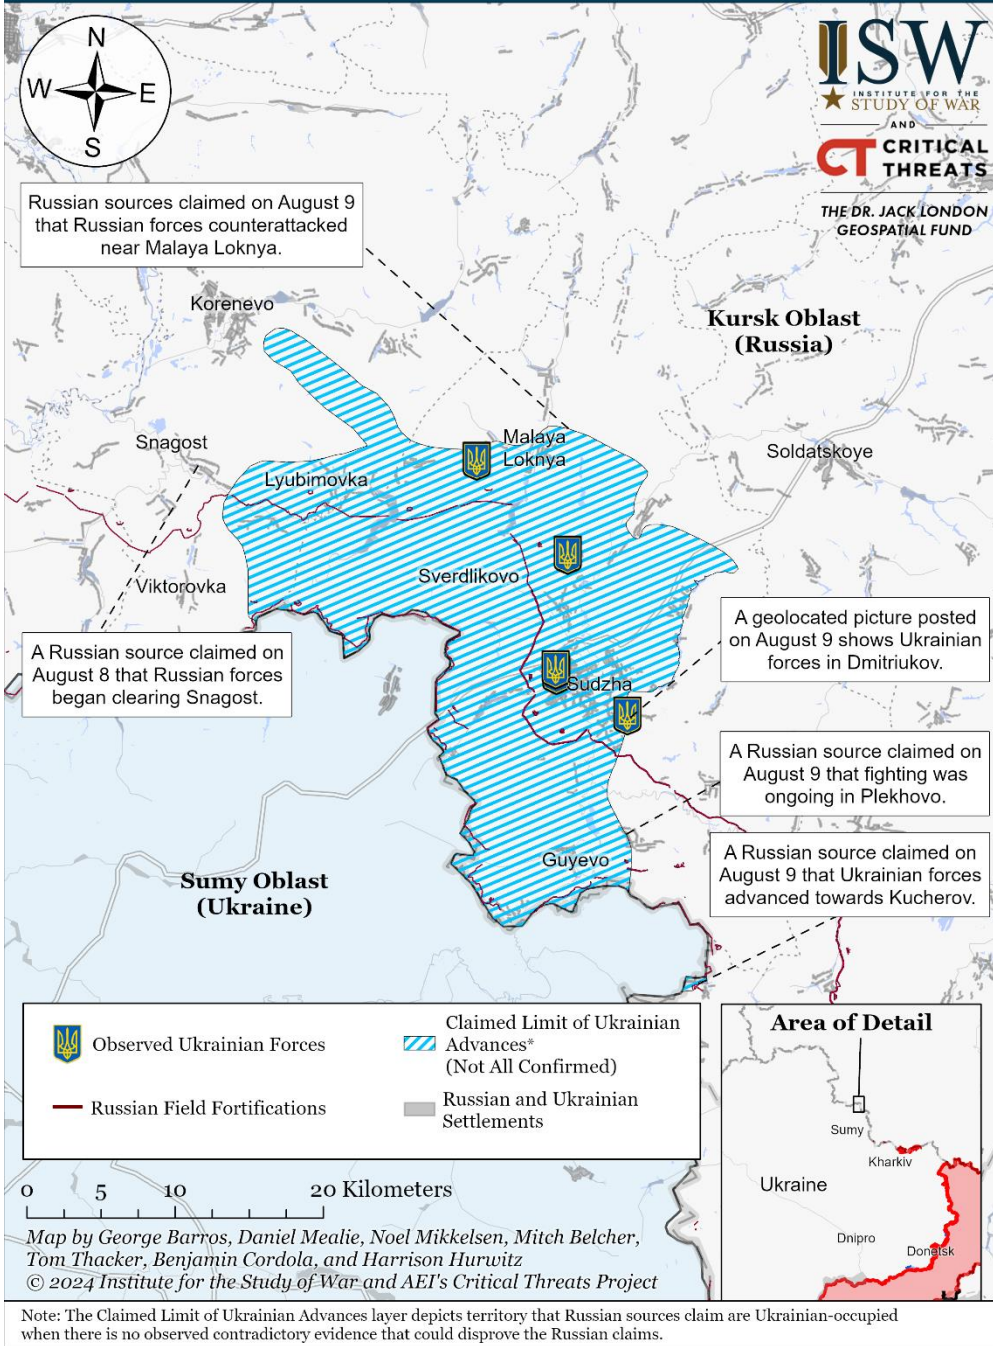 N
W
E
S
ISW
INSTITUTE FOR THE
STUDY OF WAR
AND
CT CRITICAL
THREATS
THE DR. JACK LONDON
GEOSPATIAL FUND
Russian sources claimed on August 9
that Russian forces counterattacked
near Malaya Loknya.
Korenevo
Kursk Oblast
(Russia)
Snagost
Malaya
Loknya
Soldatskoye
Lyubimovka
Sverdlikovo
Viktorovka
A Russian source claimed on
August 8 that Russian forces
began clearing Snagost.
A geolocated picture posted
on August 9 shows Ukrainian
forces in Dmitriukov.
Sudzha
A Russian source claimed on
August 9 that fighting was
ongoing in Plekhovo.
Guyevo
A Russian source claimed on
August 9 that Ukrainian forces
advanced towards Kucherov.
Sumy Oblast
(Ukraine)
Observed Ukrainian Forces
Claimed Limit of Ukrainian
Advances*
(Not All Confirmed)
Russian Field Fortifications
Russian and Ukrainian
Settlements
Area of Detail
Sumy
Kharkiv
Ukraine
Dnipro
Donetsk
0 5 10 20 Kilometers
Map by George Barros, Daniel Mealie, Noel Mikkelsen, Mitch Belcher,
Tom Thacker, Benjamin Cordola, and Harrison Hurwitz
© 2024 Institute for the Study of War and AEI's Critical Threats Project
Note: The Claimed Limit of Ukrainian Advances layer depicts territory that Russian sources claim are Ukrainian-occupied
when there is no observed contradictory evidence that could disprove the Russian claims.